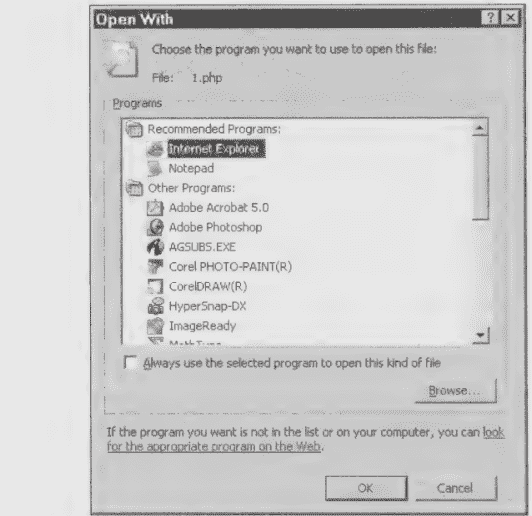 Open With
Choose the program you want to use to open this file:
File: 1.php
Programs
Recommended Programs:
Internet Explorer
Notepad
Other Programs:
Adobe Acrobat 5.0
Adobe Photoshop
AGSUBS.EXE
Corel PHOTO-PAINT(R)
CorelDRAW(R)
HyperSnap-DX
ImageReady
MathType
Always use the selected program to open this kind of file
Browse...
If the program you want is not in the list or on your computer, you can look
for the appropriate program on the Web.
OK
Cancel